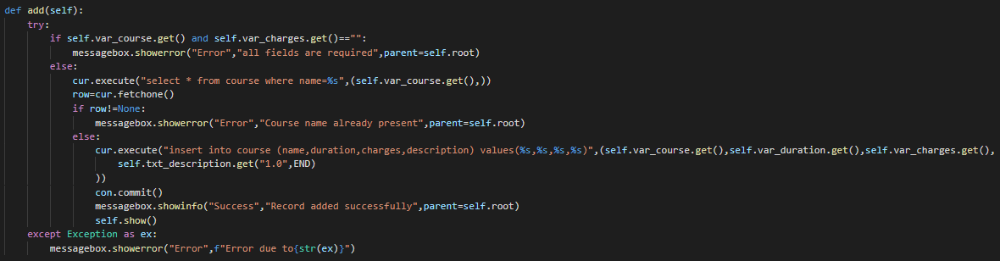 def add(self):
    try:
        if self.var_course.get() and self.var_charges.get()=="":
            messagebox.showerror("Error","all fields are required",parent=self.root)
        else:
            cur.execute("select * from course where name=%s",(self.var_course.get(),))
            row=cur.fetchone()
            if row!=None:
                messagebox.showerror("Error","Course name already present",parent=self.root)
            else:
                cur.execute("insert into course (name,duration,charges,description) values(%s,%s,%s,%s)",(self.var_course.get(),self.var_duration.get(),self.var_charges.get(),
                    self.txt_description.get("1.0",END)
                ))
                con.commit()
                messagebox.showinfo("Success","Record added successfully",parent=self.root)
                self.show()
    except Exception as ex:
        messagebox.showerror("Error",f"Error due to{str(ex)}")